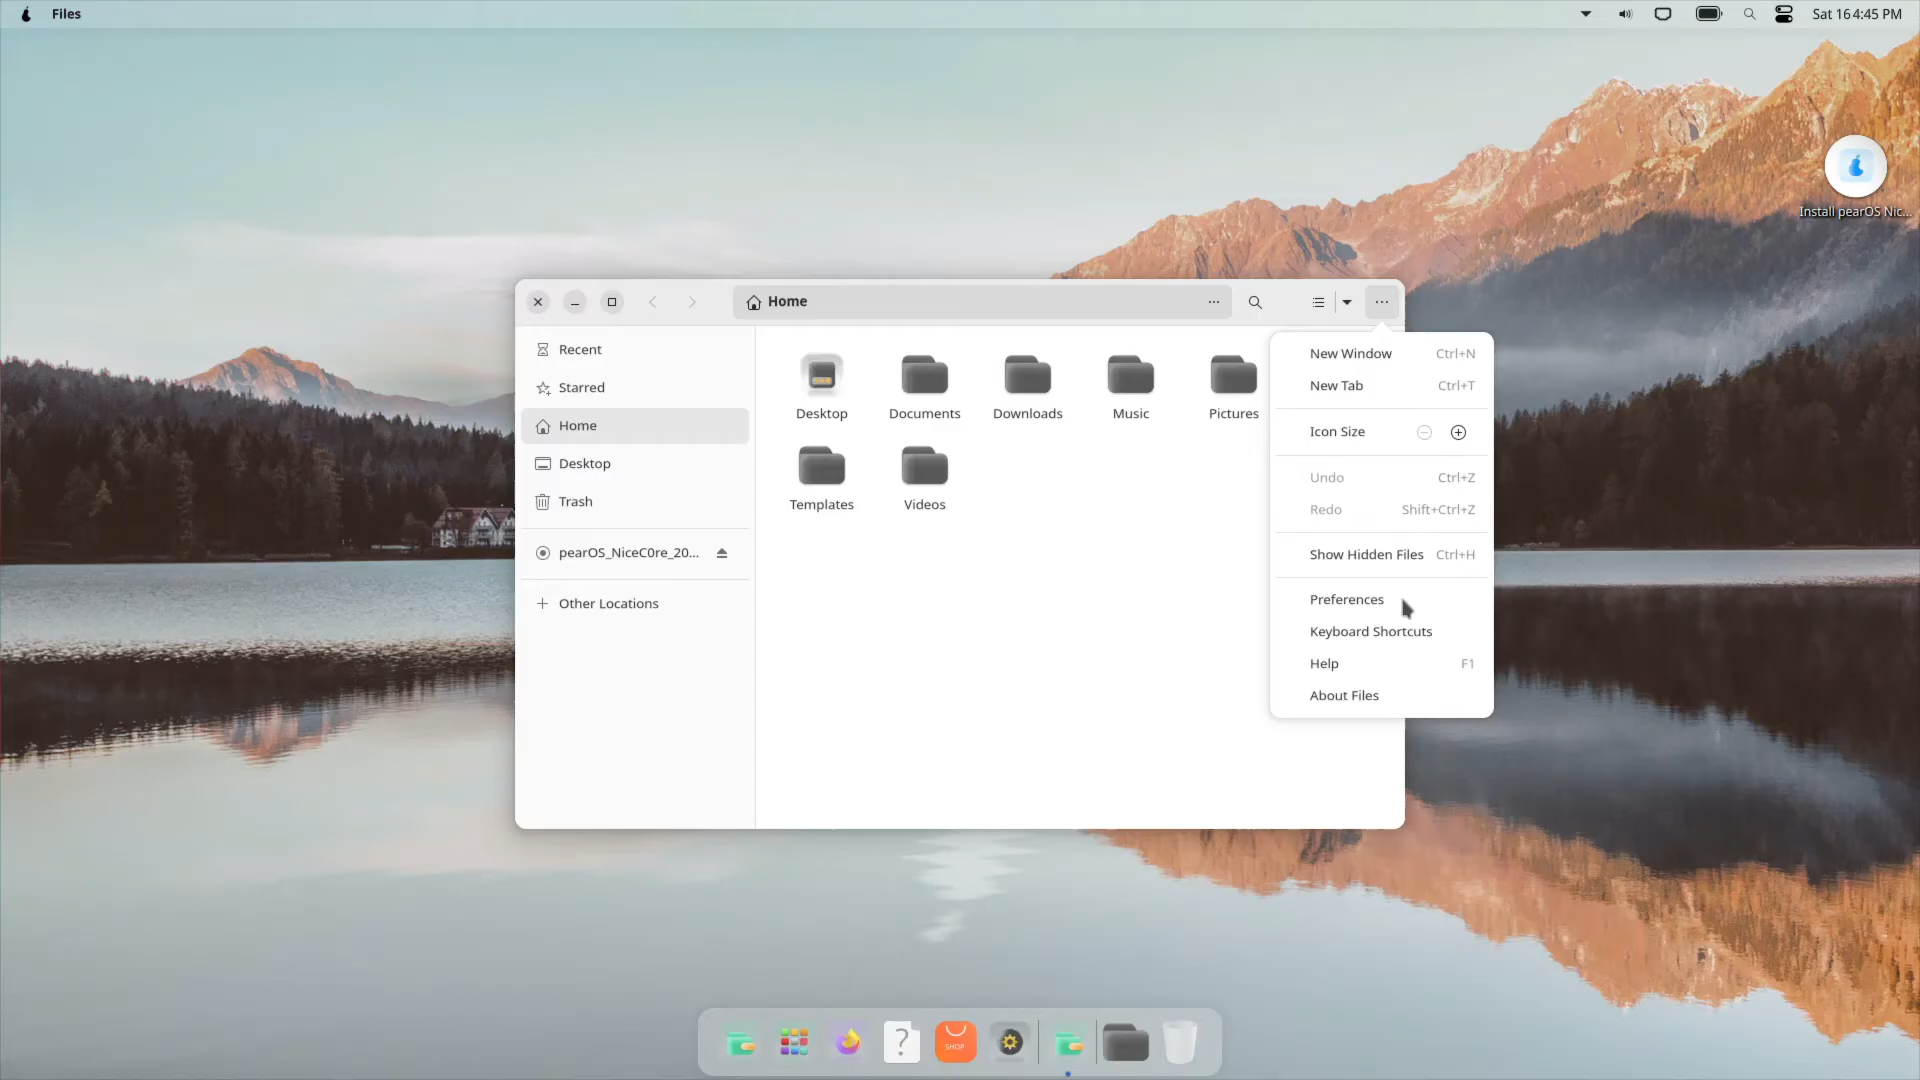 Files
Sat 16 4:45 PM
Install pearOS Nic...
Home
Recent
Starred
Home
Desktop
Trash
pearOS_NiceC0re_20...
Other Locations
Desktop
Documents
Downloads
Music
Pictures
Templates
Videos
New Window Ctrl+N
New Tab Ctrl+T
Icon Size
Undo Ctrl+Z
Redo Shift+Ctrl+Z
Show Hidden Files Ctrl+H
Preferences
Keyboard Shortcuts
Help F1
About Files
?
SHOP